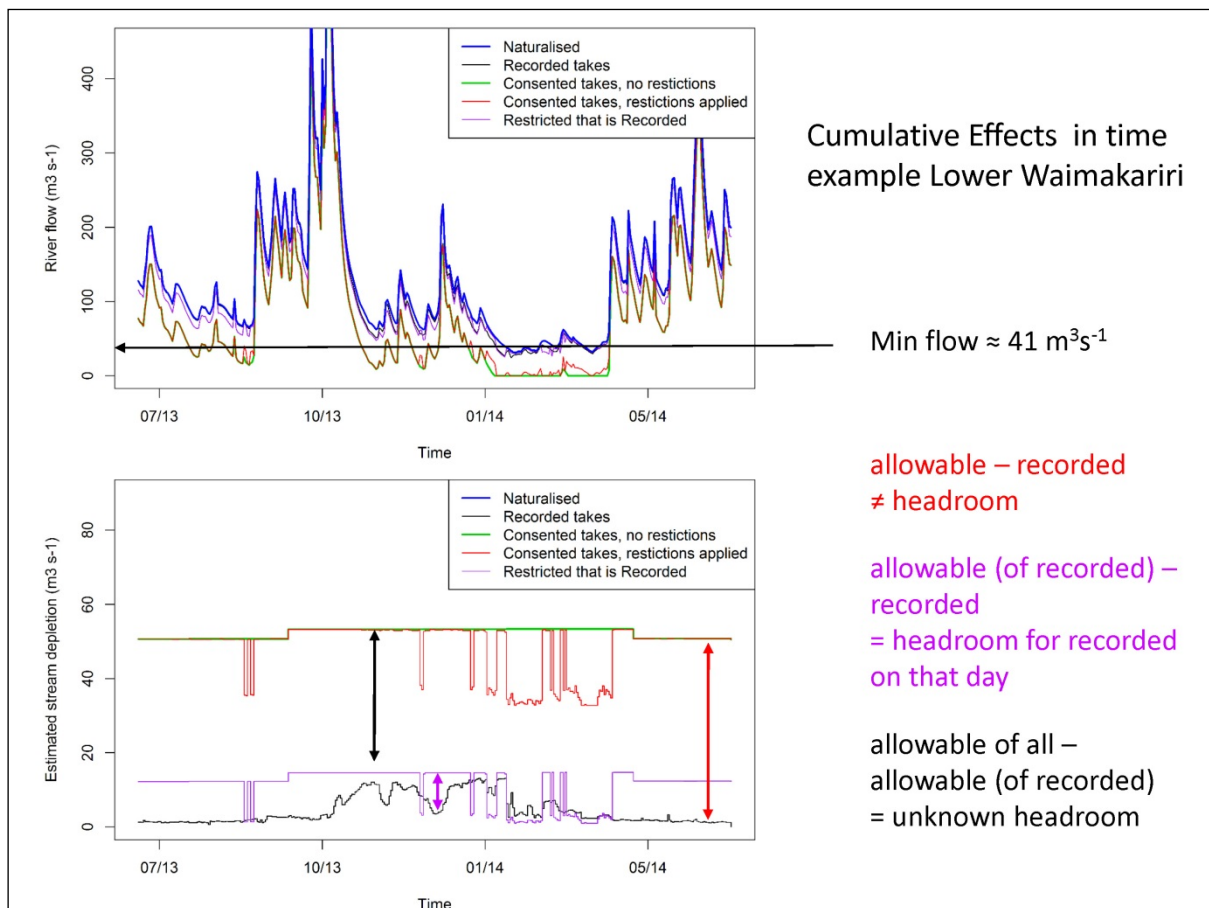 Naturalised
Recorded takes
Consented takes, no restictions
Consented takes, restictions applied
Restricted that is Recorded
River flow (m3 s-1)
400
300
200
100
0
07/13
10/13
01/14
05/14
Time
Cumulative Effects in time
example Lower Waimakariri
Min flow ≈ 41 m³s⁻¹
Naturalised
Recorded takes
Consented takes, no restictions
Consented takes, restictions applied
Restricted that is Recorded
Estimated stream depletion (m3 s-1)
80
60
40
20
0
07/13
10/13
01/14
05/14
Time
allowable – recorded
≠ headroom
allowable (of recorded) –
recorded
= headroom for recorded
on that day
allowable of all –
allowable (of recorded)
= unknown headroom